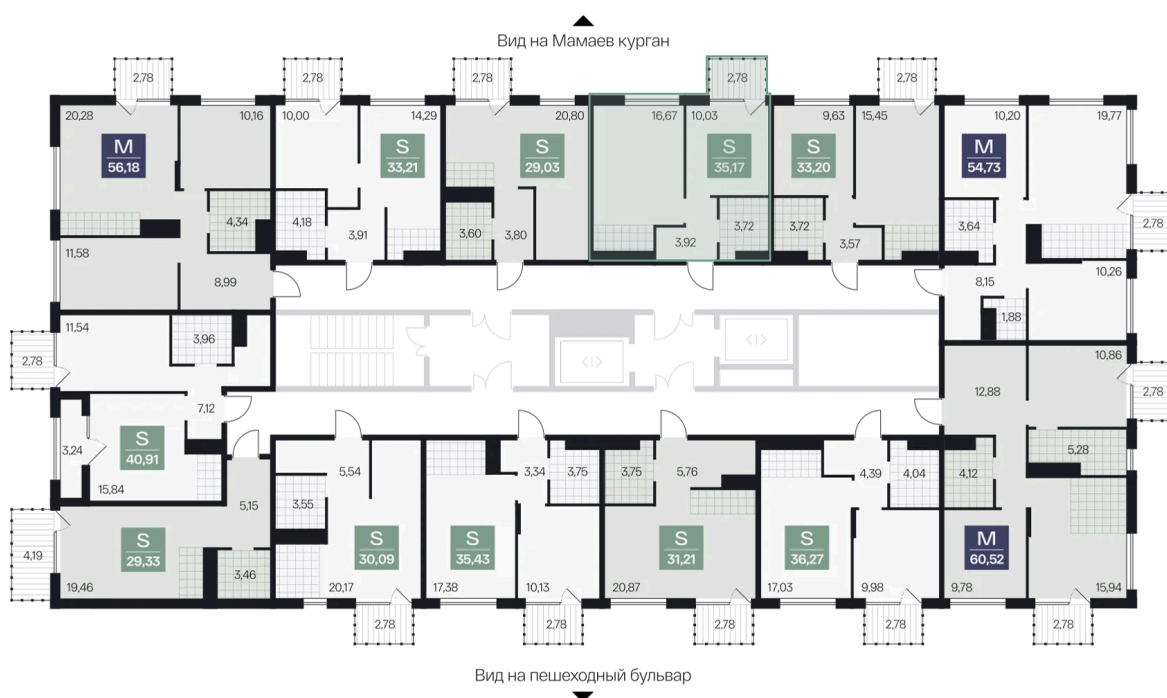 Вид на Мамаев курган
2,78 2,78 2,78 2,78 2,78
20,28 10,16 10,00 14,29 20,80 16,67 10,03 9,63 15,45 10,20 19,77
M
56,18
S
33,21
S
29,03
S
35,17
S
33,20
M
54,73
4,34 4,18 3,91 3,60 3,80 3,92 3,72 3,72 3,57 3,64 2,78
11,58 8,99 8,15 10,26
1,88
11,54 3,96
2,78 10,86
7,12 12,88 2,78
3,24
S
40,91
15,84
5,15 5,54 3,34 3,75 3,75 5,76 4,39 4,04 4,12 5,28
3,55
4,19
S
29,33
S
30,09
S
35,43
S
31,21
S
36,27
M
60,52
3,46
19,46 20,17 17,38 10,13 20,87 17,03 9,98 9,78 15,94
2,78 2,78 2,78 2,78 2,78
Вид на пешеходный бульвар